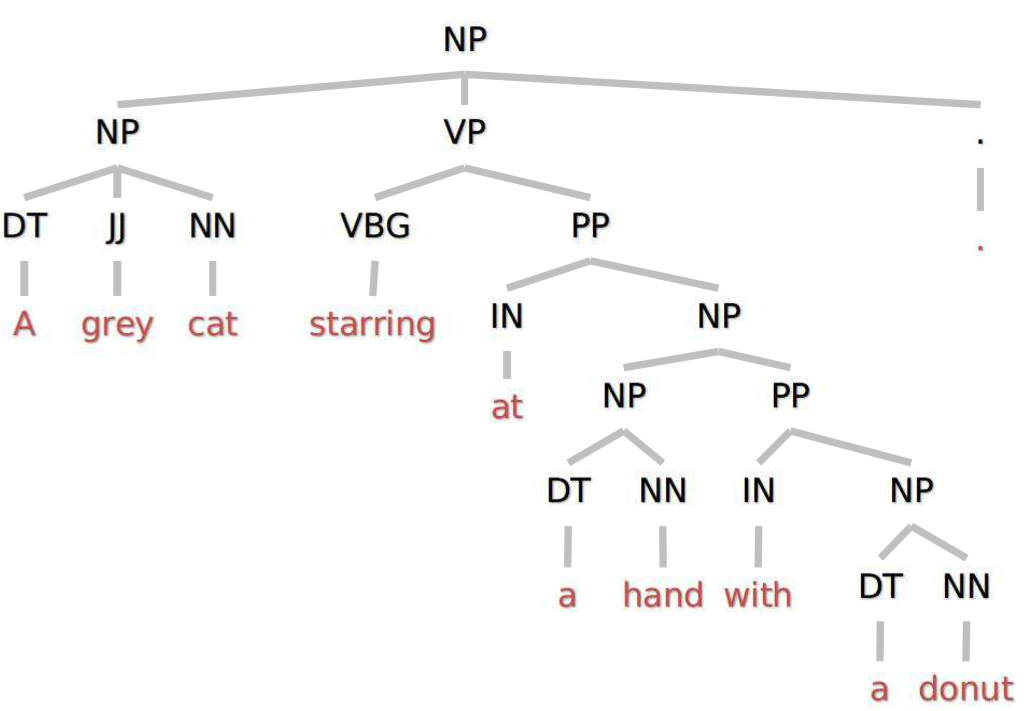 NP
NP VP .
DT JJ NN VBG PP .
A grey cat starring IN NP
at NP PP
DT NN IN NP
a hand with DT NN
a donut